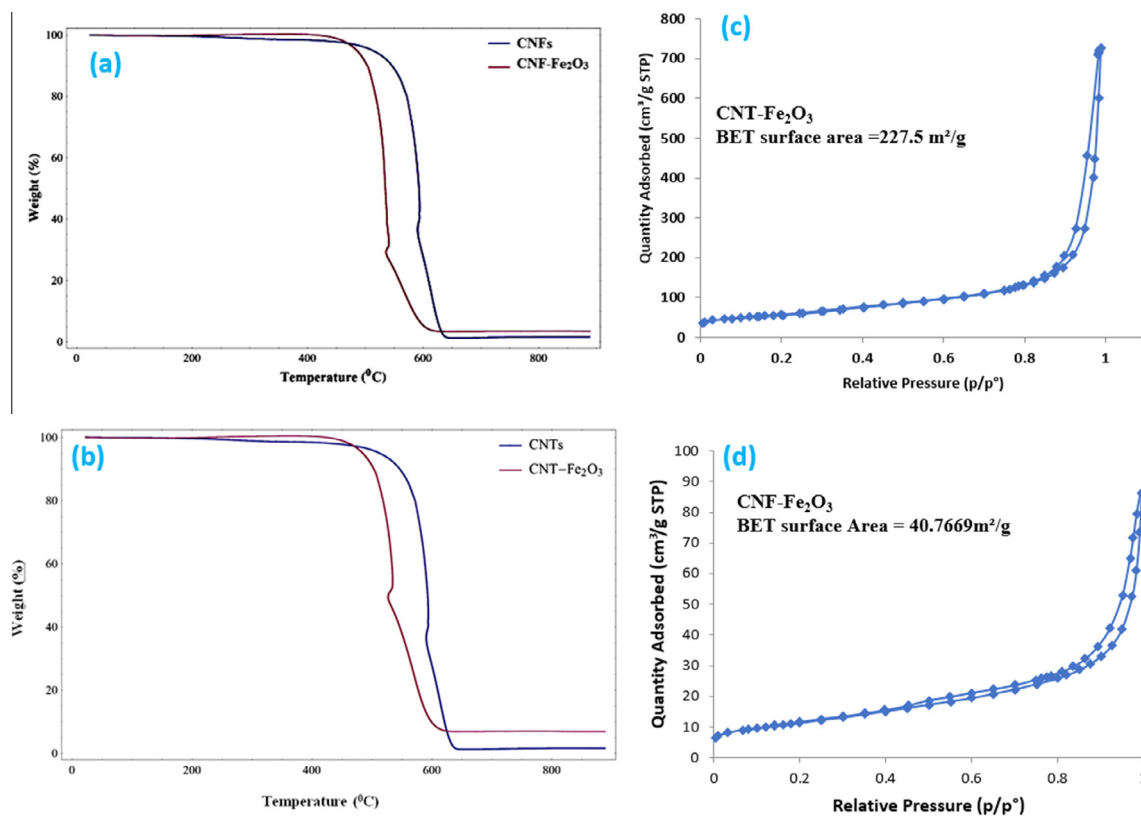 (a)
CNFs
CNF-Fe₂O₃
Weight (%)
100
80
60
40
20
0
0
200
400
600
800
Temperature (⁰C)
(c)
CNT-Fe₂O₃
BET surface area =227.5 m²/g
Quantity Adsorbed (cm³/g STP)
800
700
600
500
400
300
200
100
0
0
0.2
0.4
0.6
0.8
1
Relative Pressure (p/p°)
(b)
CNTs
CNT–Fe₂O₃
Weight (%)
100
80
60
40
20
0
0
200
400
600
800
Temperature (⁰C)
(d)
CNF-Fe₂O₃
BET surface Area = 40.7669m²/g
Quantity Adsorbed (cm³/g STP)
100
90
80
70
60
50
40
30
20
10
0
0
0.2
0.4
0.6
0.8
Relative Pressure (p/p°)